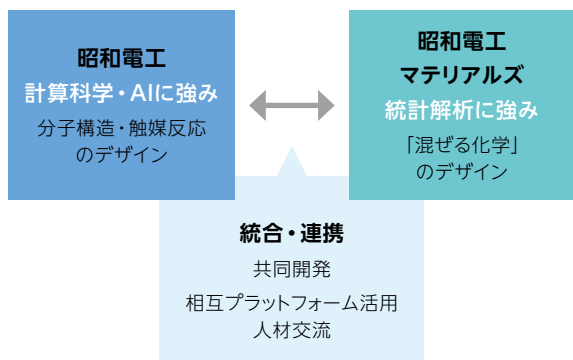 昭和電工
計算科学・AIに強み
分子構造・触媒反応
のデザイン
昭和電工
マテリアルズ
統計解析に強み
「混ぜる化学」
のデザイン
統合・連携
共同開発
相互プラットフォーム活用
人材交流